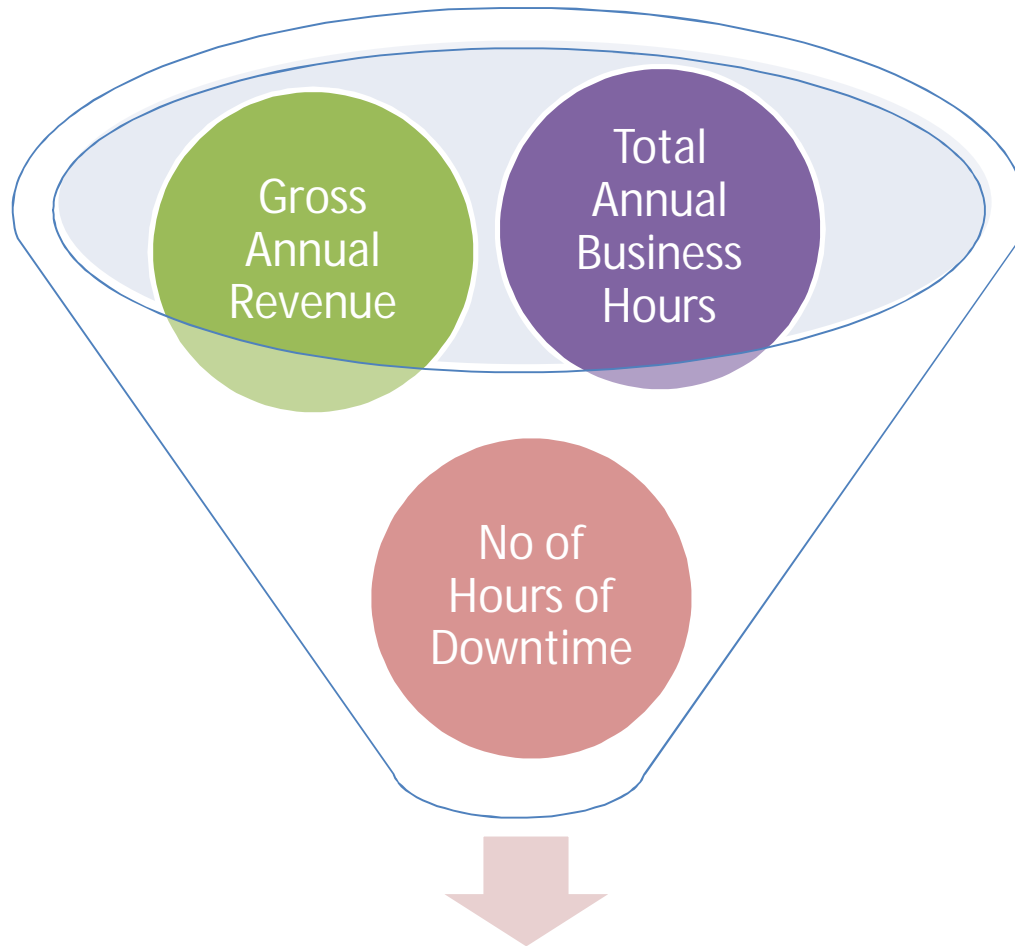 Gross
Annual
Revenue
Total
Annual
Business
Hours
No of
Hours of
Downtime